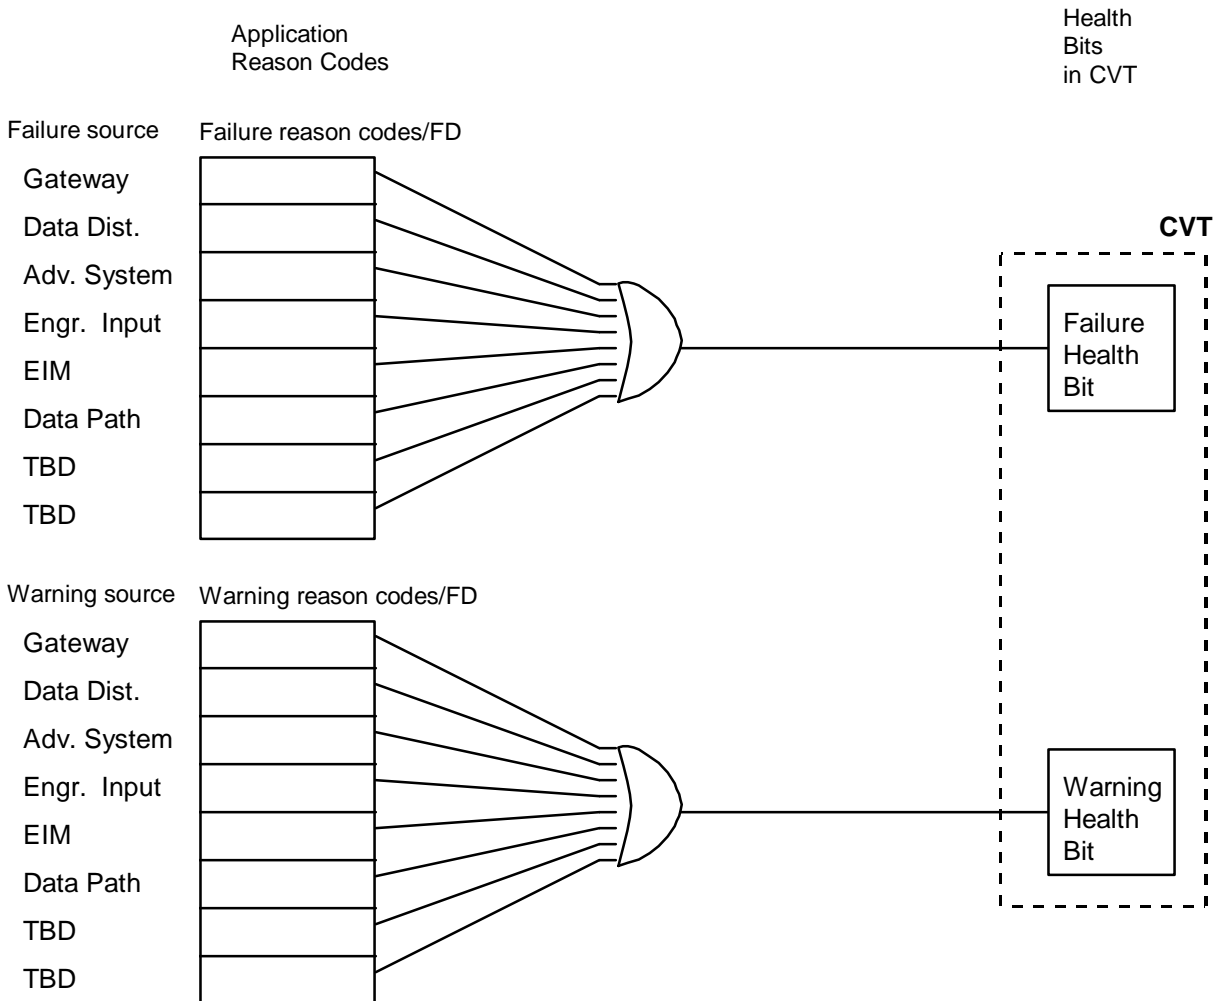 Application
Reason Codes
Health
Bits
in CVT
Failure source
Failure reason codes/FD
Gateway
Data Dist.
Adv. System
Engr. Input
EIM
Data Path
TBD
TBD
CVT
Failure
Health
Bit
Warning source
Warning reason codes/FD
Gateway
Data Dist.
Adv. System
Engr. Input
EIM
Data Path
TBD
TBD
Warning
Health
Bit